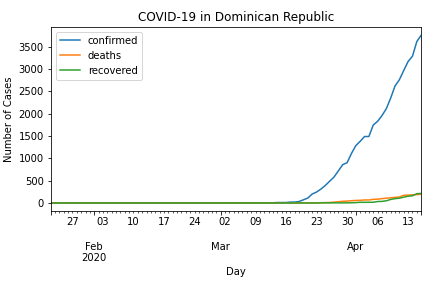 COVID-19 in Dominican Republic
confirmed
deaths
recovered
Number of Cases
3500
3000
2500
2000
1500
1000
500
0
27 03 10 17 24 02 09 16 23 30 06 13
Feb Mar Apr
2020
Day